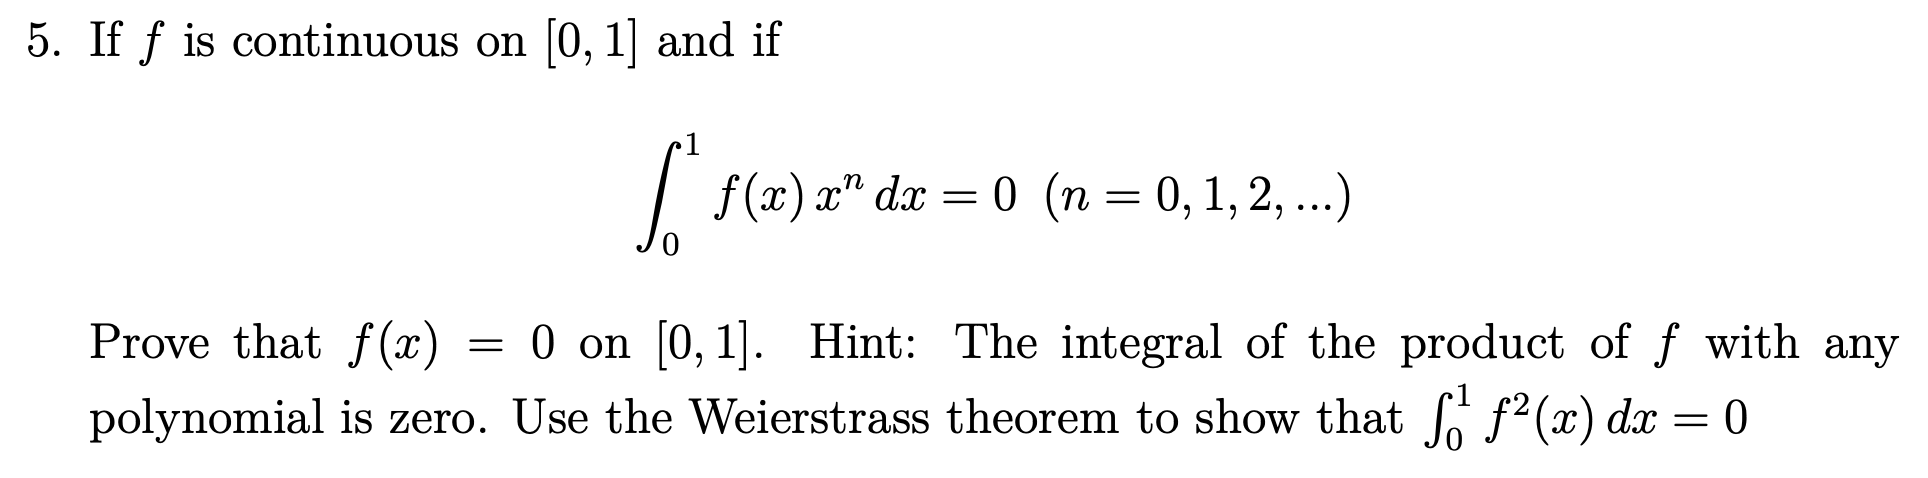 5. If f is continuous on [0, 1] and if
∫₀¹ f(x) xⁿ dx = 0 (n = 0, 1, 2, ...)
Prove that f(x) = 0 on [0, 1]. Hint: The integral of the product of f with any
polynomial is zero. Use the Weierstrass theorem to show that ∫₀¹ f²(x) dx = 0